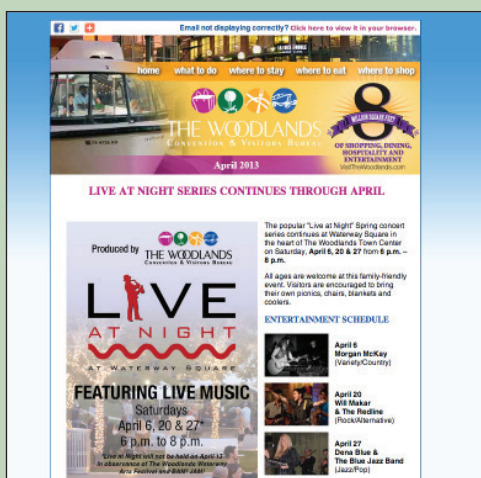 Email not displaying correctly? Click here to view it in your browser.
home what to do where to stay where to eat where to shop
THE WOODLANDS
CONVENTION & VISITORS BUREAU
8
MILLION SQUARE FEET
OF SHOPPING, DINING,
HOSPITALITY AND
ENTERTAINMENT
VisitTheWoodlands.com
April 2013
LIVE AT NIGHT SERIES CONTINUES THROUGH APRIL
Produced by THE WOODLANDS
CONVENTION & VISITORS BUREAU
LIVE
AT NIGHT
AT WATERWAY SQUARE
FEATURING LIVE MUSIC
Saturdays
April 6, 20 & 27*
6 p.m. to 8 p.m.
*Live at Night will not be held on April 13
in observance of The Woodlands Waterway
Arts Festival and BAM! JAM!
The popular "Live at Night" Spring concert
series continues at Waterway Square in
the heart of The Woodlands Town Center
on Saturday, April 6, 20 & 27 from 6 p.m. –
8 p.m.
All ages are welcome at this family-friendly
event. Visitors are encouraged to bring
their own picnics, chairs, blankets and
coolers.
ENTERTAINMENT SCHEDULE
April 6
Morgan McKay
(Variety/Country)
April 20
Will Makar
& The Redline
(Rock/Alternative)
April 27
Dena Blue &
The Blue Jazz Band
(Jazz/Pop)